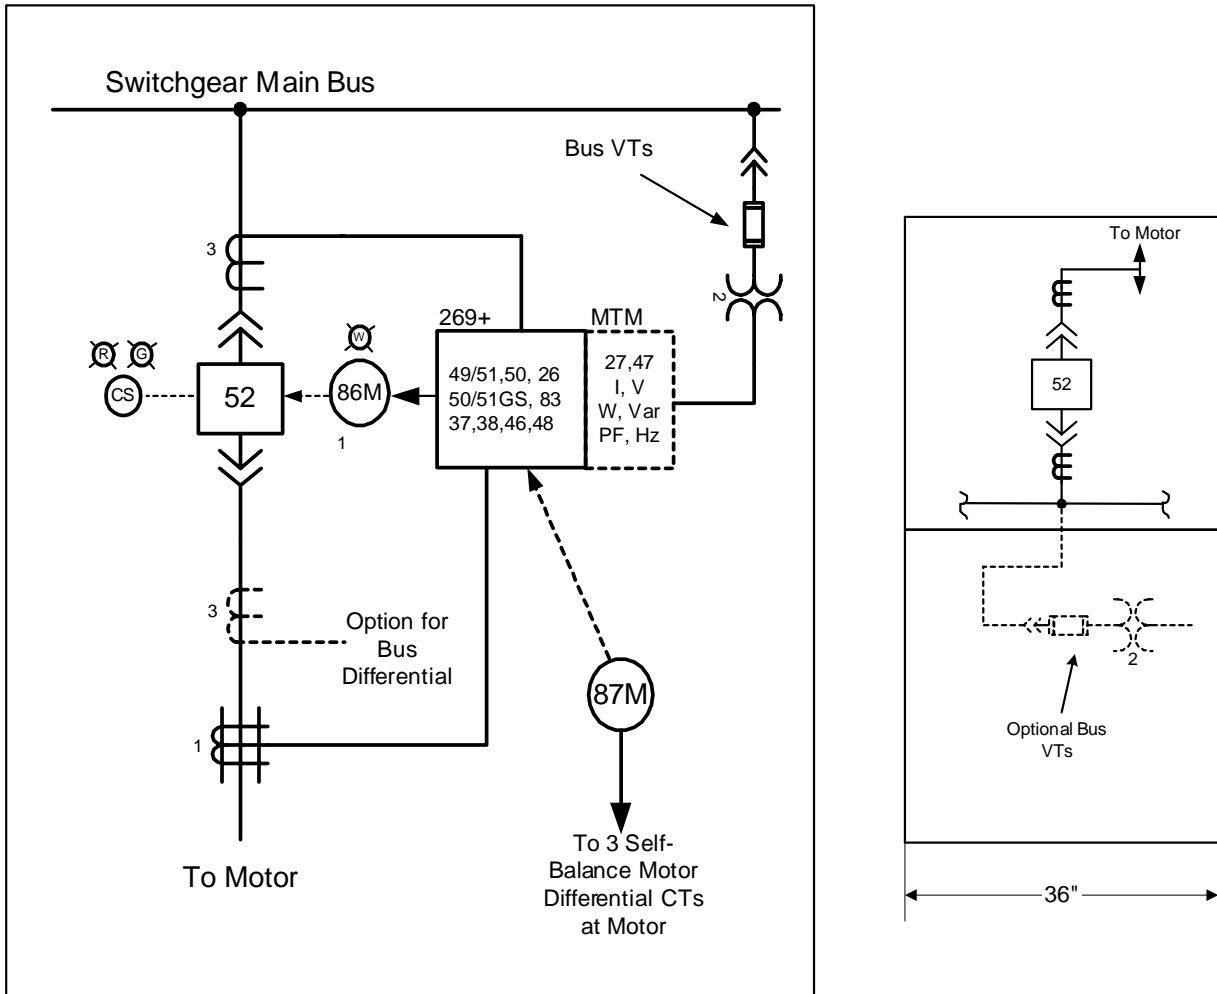 Switchgear Main Bus
Bus VTs
3
2
269+
MTM
R
G
W
CS
52
86M
1
49/51,50, 26
50/51GS, 83
37,38,46,48
27,47
I, V
W, Var
PF, Hz
3
Option for
Bus
Differential
1
87M
To Motor
To 3 Self-
Balance Motor
Differential CTs
at Motor
To Motor
52
2
Optional Bus
VTs
36"